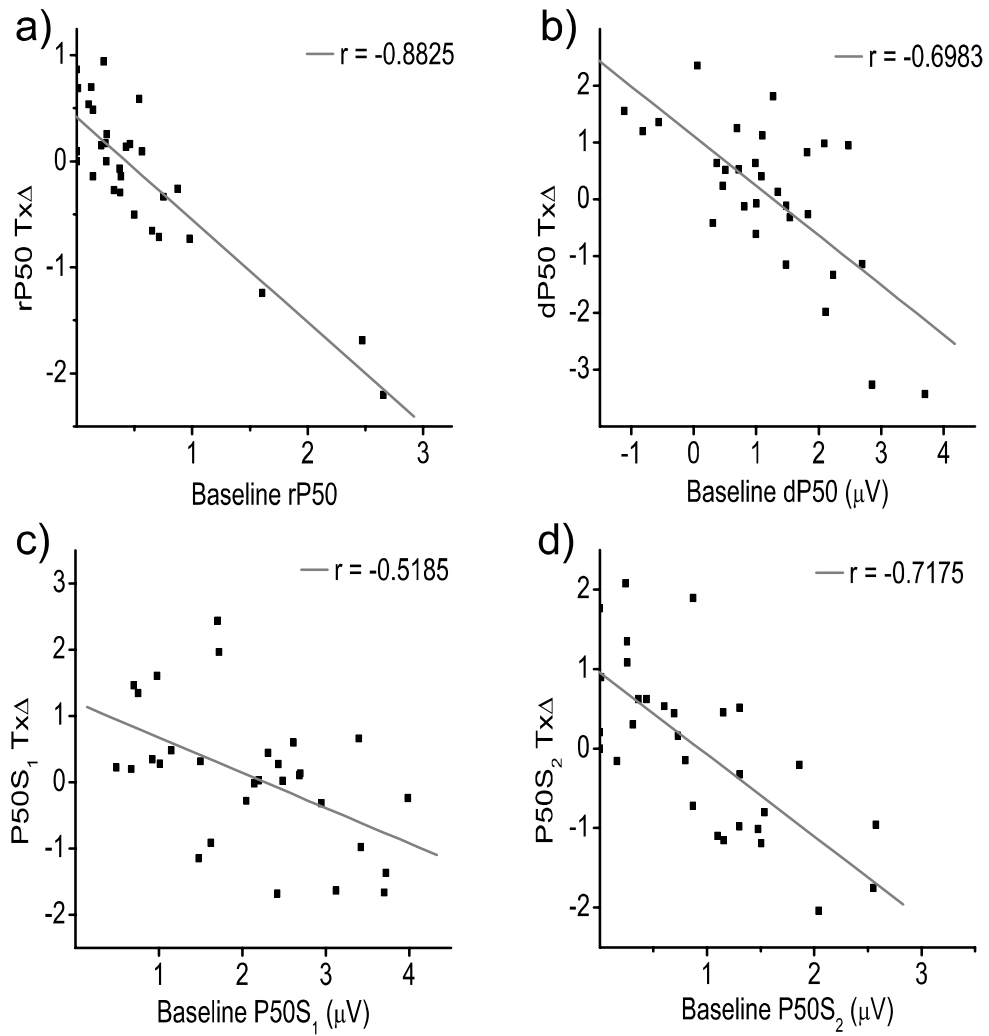 a)
r = -0.8825
1
0
-1
-2
rP50 TxΔ
1
2
3
Baseline rP50
b)
r = -0.6983
2
1
0
-1
-2
-3
dP50 TxΔ
-1
0
1
2
3
4
Baseline dP50 (μV)
c)
r = -0.5185
3
2
1
0
-1
-2
P50S₁ TxΔ
1
2
3
4
Baseline P50S₁ (μV)
d)
r = -0.7175
2
1
0
-1
-2
P50S₂ TxΔ
1
2
3
Baseline P50S₂ (μV)